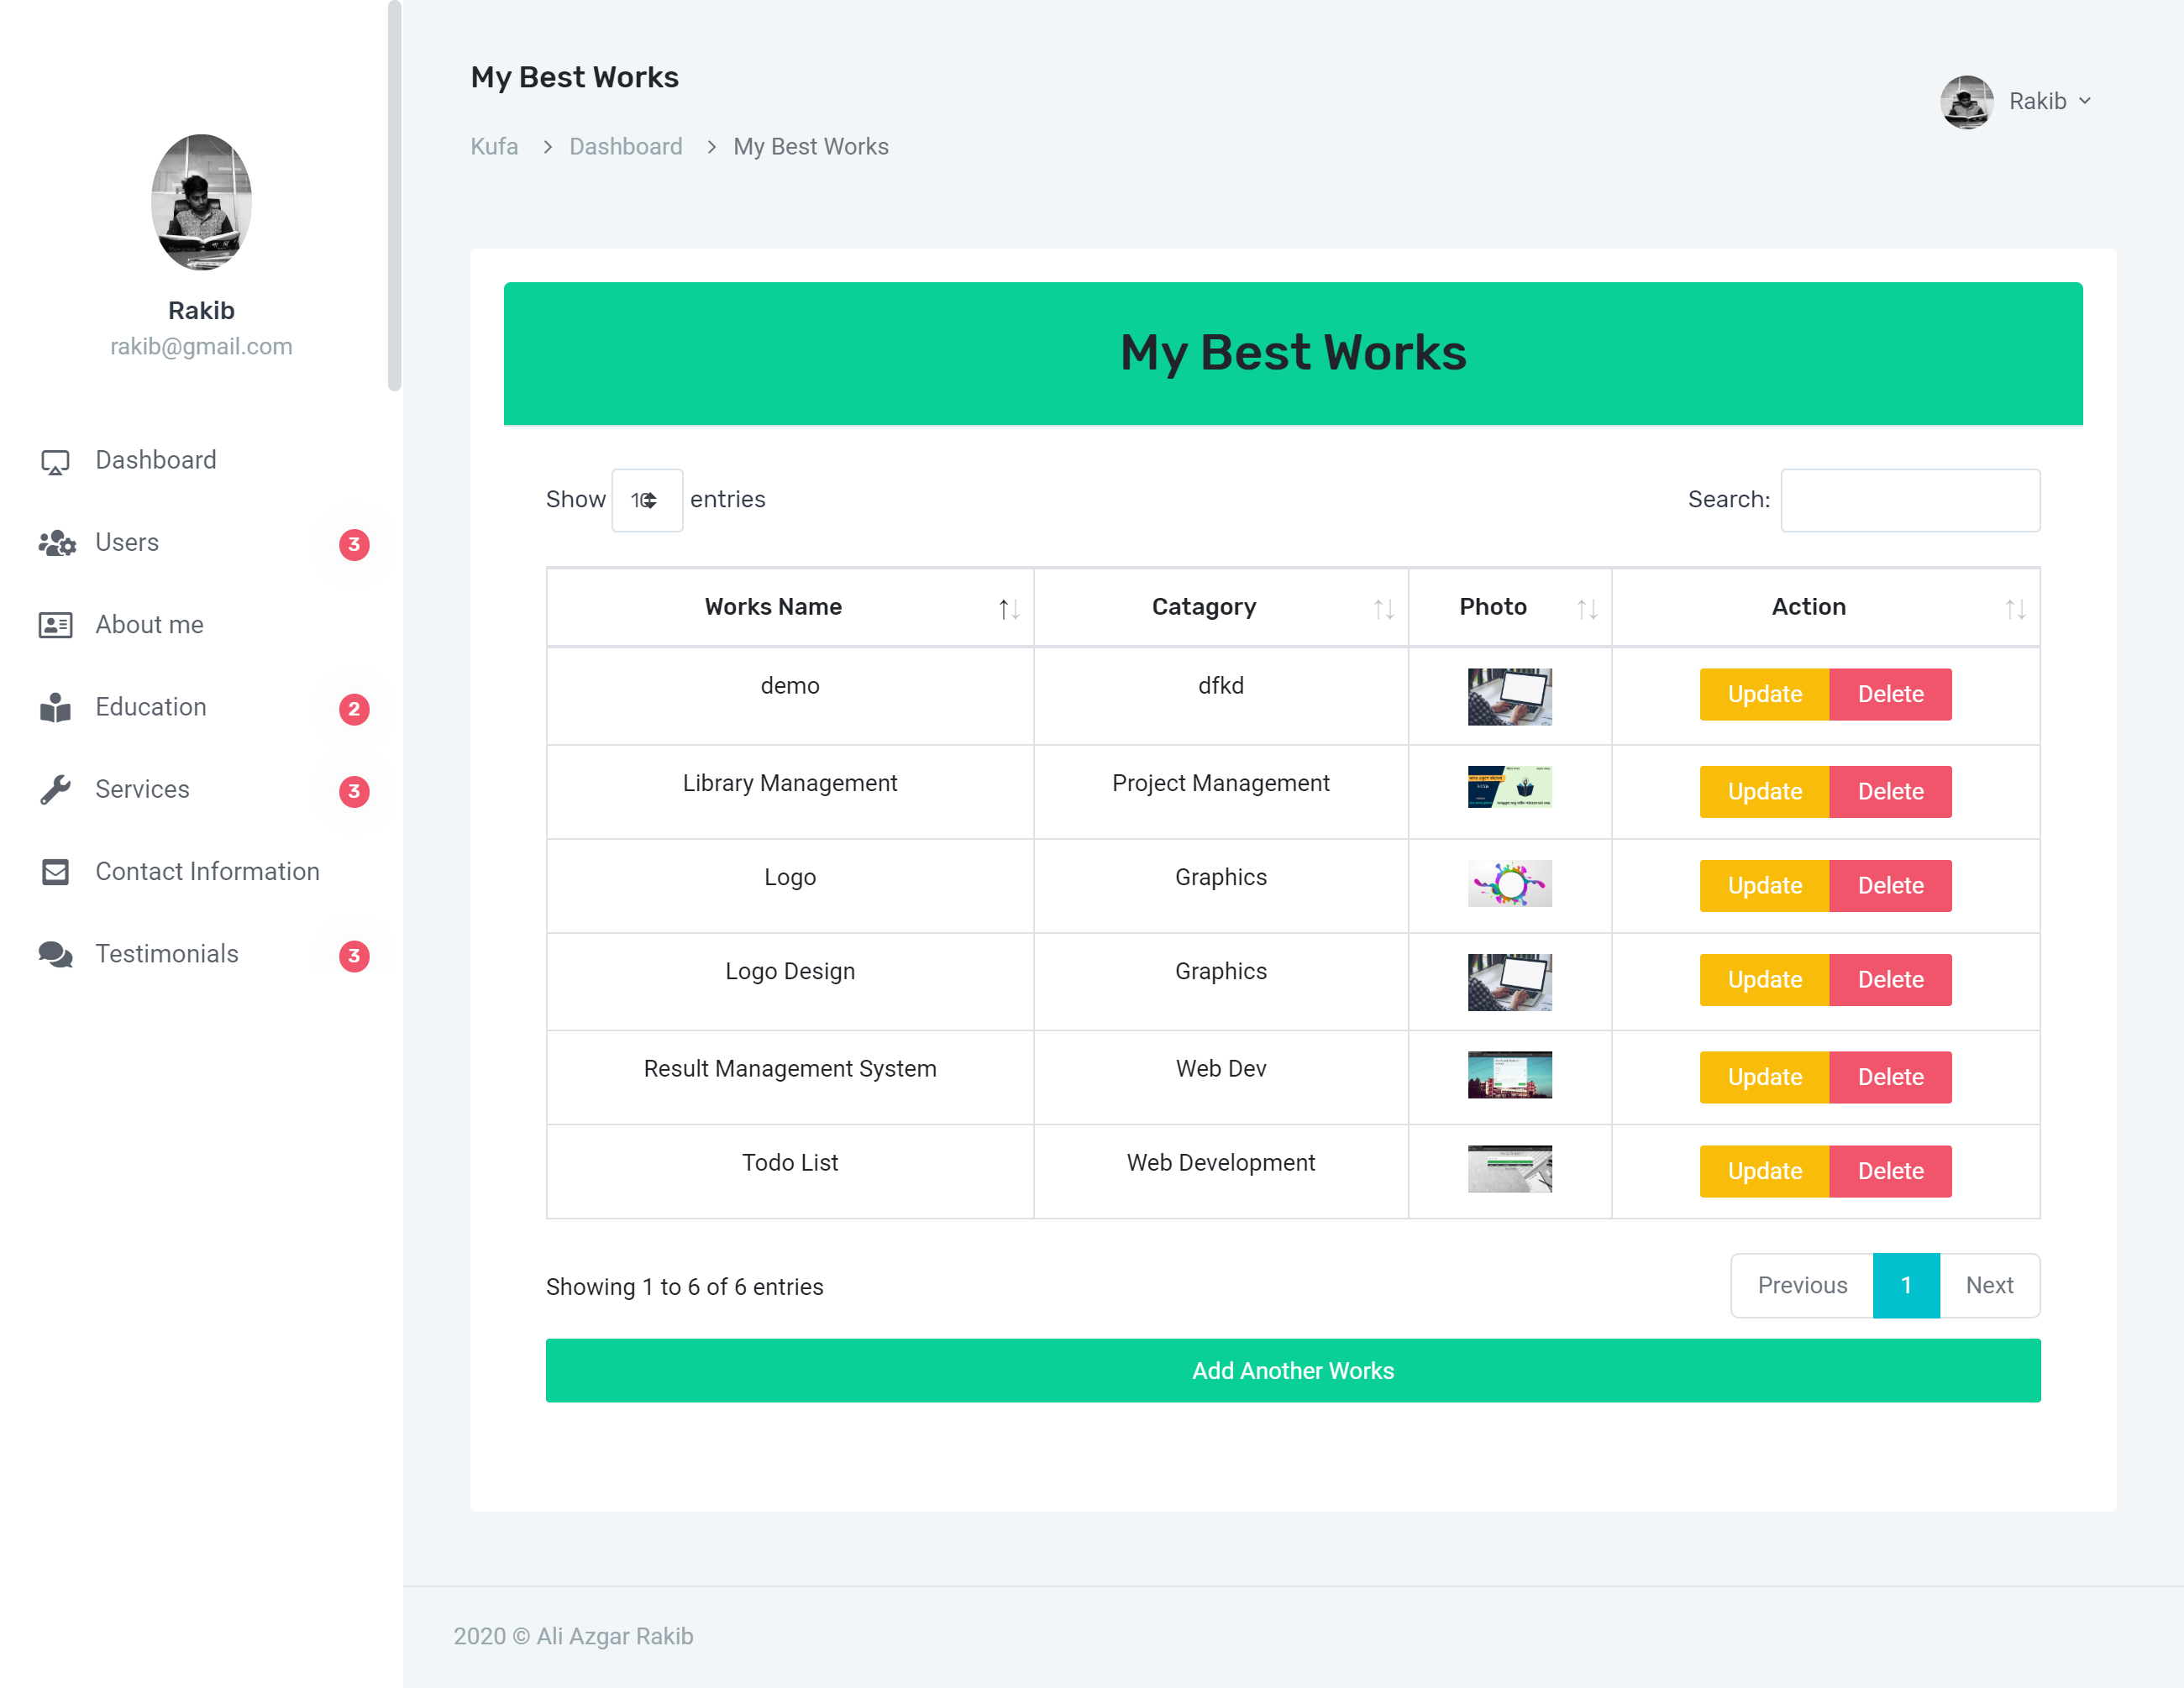 My Best Works
Rakib
Kufa > Dashboard > My Best Works
Rakib
rakib@gmail.com
Dashboard
Users 3
About me
Education 2
Services 3
Contact Information
Testimonials 3
My Best Works
Show 10 entries
Search:
Works Name Catagory Photo Action
demo dfkd Update Delete
Library Management Project Management Update Delete
Logo Graphics Update Delete
Logo Design Graphics Update Delete
Result Management System Web Dev Update Delete
Todo List Web Development Update Delete
Showing 1 to 6 of 6 entries
Previous 1 Next
Add Another Works
2020 © Ali Azgar Rakib